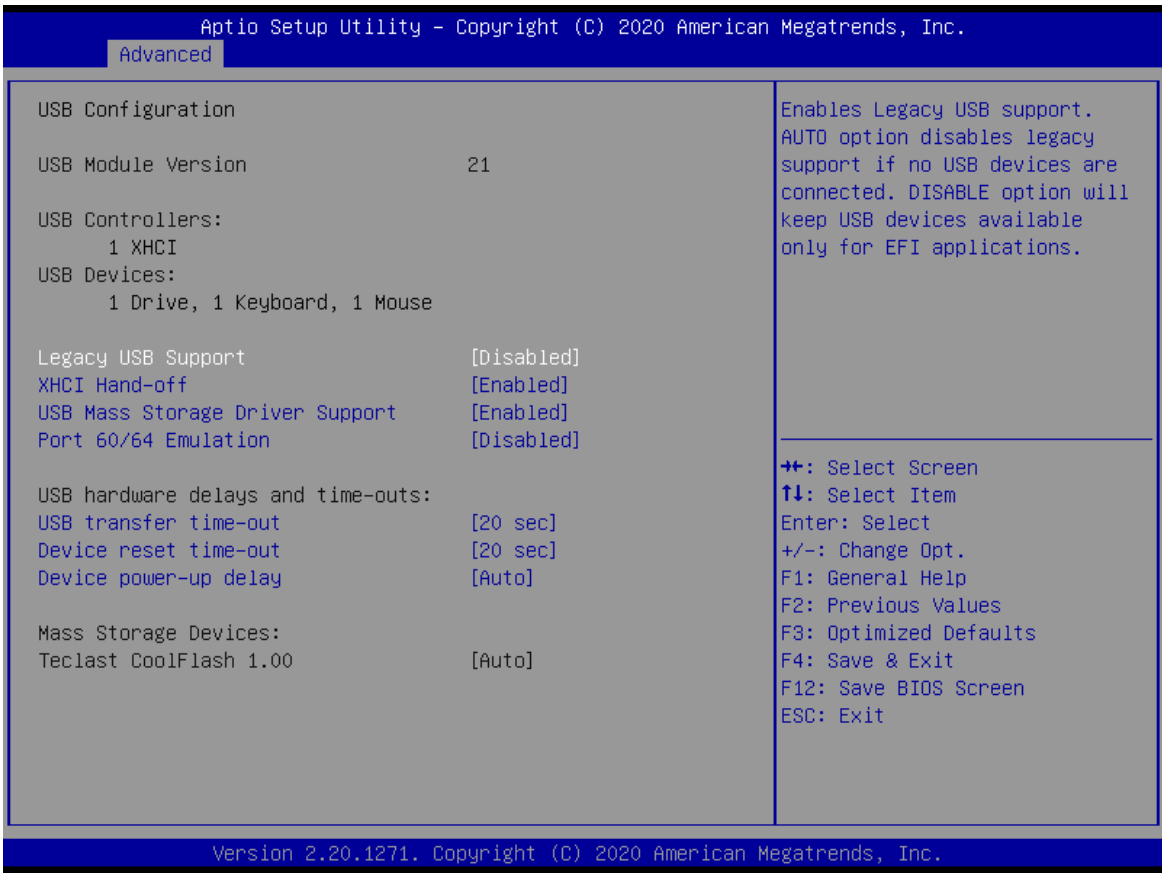 Aptio Setup Utility – Copyright (C) 2020 American Megatrends, Inc.
Advanced
USB Configuration
USB Module Version 21
USB Controllers:
1 XHCI
USB Devices:
1 Drive, 1 Keyboard, 1 Mouse
Legacy USB Support [Disabled]
XHCI Hand-off [Enabled]
USB Mass Storage Driver Support [Enabled]
Port 60/64 Emulation [Disabled]
USB hardware delays and time-outs:
USB transfer time-out [20 sec]
Device reset time-out [20 sec]
Device power-up delay [Auto]
Mass Storage Devices:
Teclast CoolFlash 1.00 [Auto]
Enables Legacy USB support.
AUTO option disables legacy
support if no USB devices are
connected. DISABLE option will
keep USB devices available
only for EFI applications.
→←: Select Screen
↑↓: Select Item
Enter: Select
+/-: Change Opt.
F1: General Help
F2: Previous Values
F3: Optimized Defaults
F4: Save & Exit
F12: Save BIOS Screen
ESC: Exit
Version 2.20.1271. Copyright (C) 2020 American Megatrends, Inc.